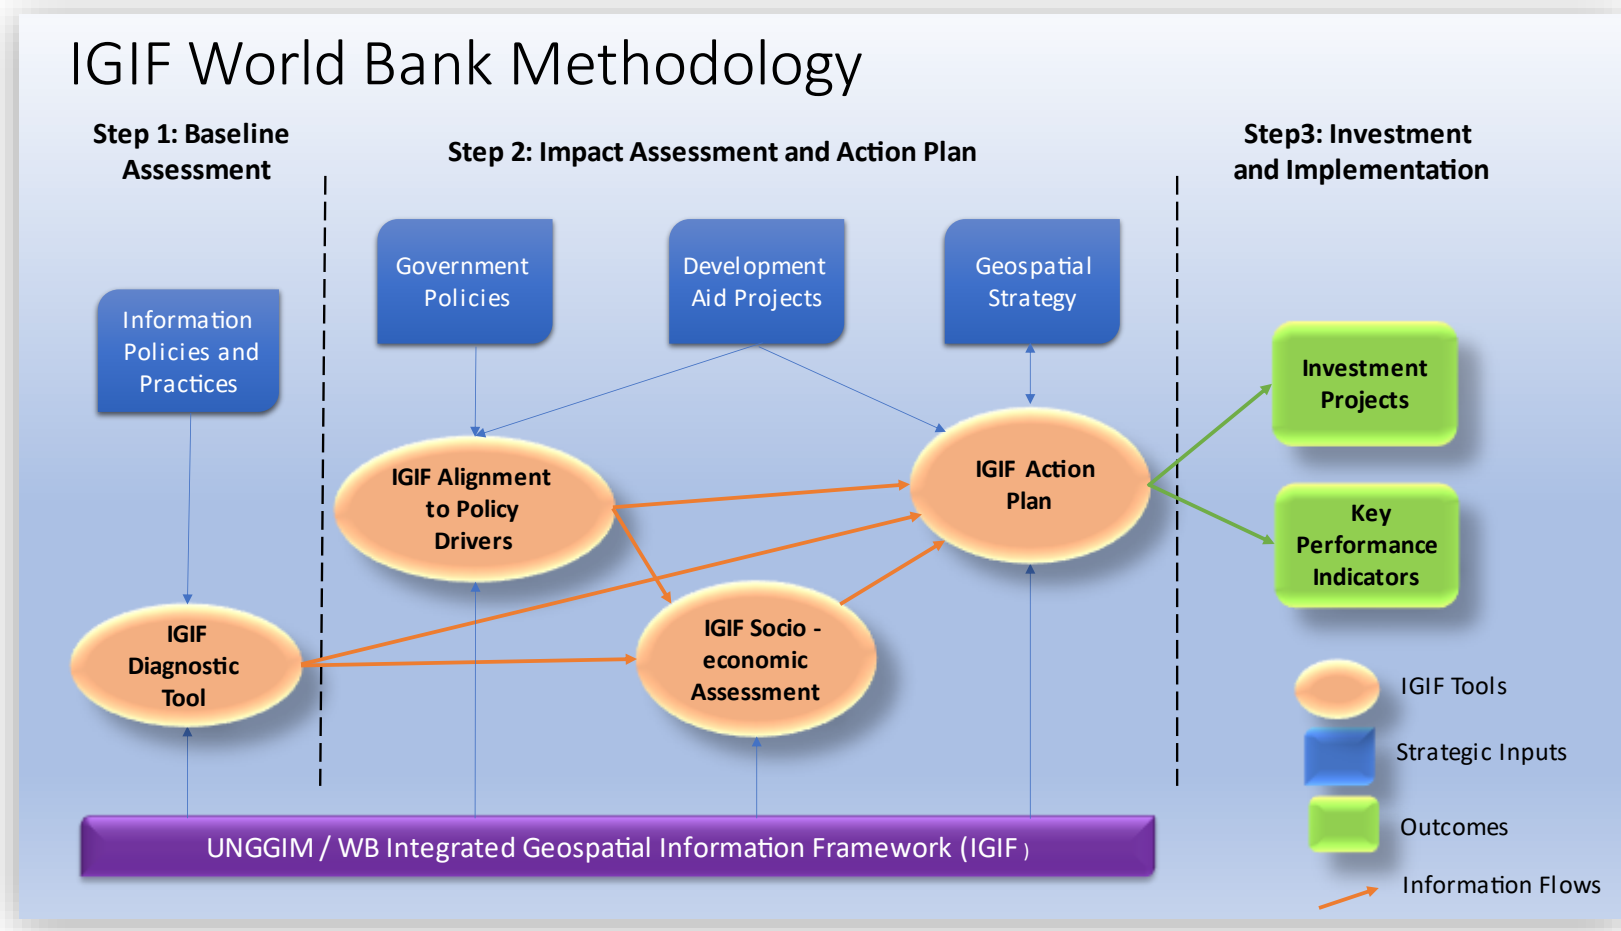 IGIF World Bank Methodology
Step 1: Baseline
Assessment
Step 2: Impact Assessment and Action Plan
Step3: Investment
and Implementation
Information
Policies and
Practices
Government
Policies
Development
Aid Projects
Geospatial
Strategy
IGIF Alignment
to Policy
Drivers
IGIF Action
Plan
Investment
Projects
Key
Performance
Indicators
IGIF
Diagnostic
Tool
IGIF Socio -
economic
Assessment
IGIF Tools
Strategic Inputs
Outcomes
Information Flows
UNGGIM / WB Integrated Geospatial Information Framework (IGIF )